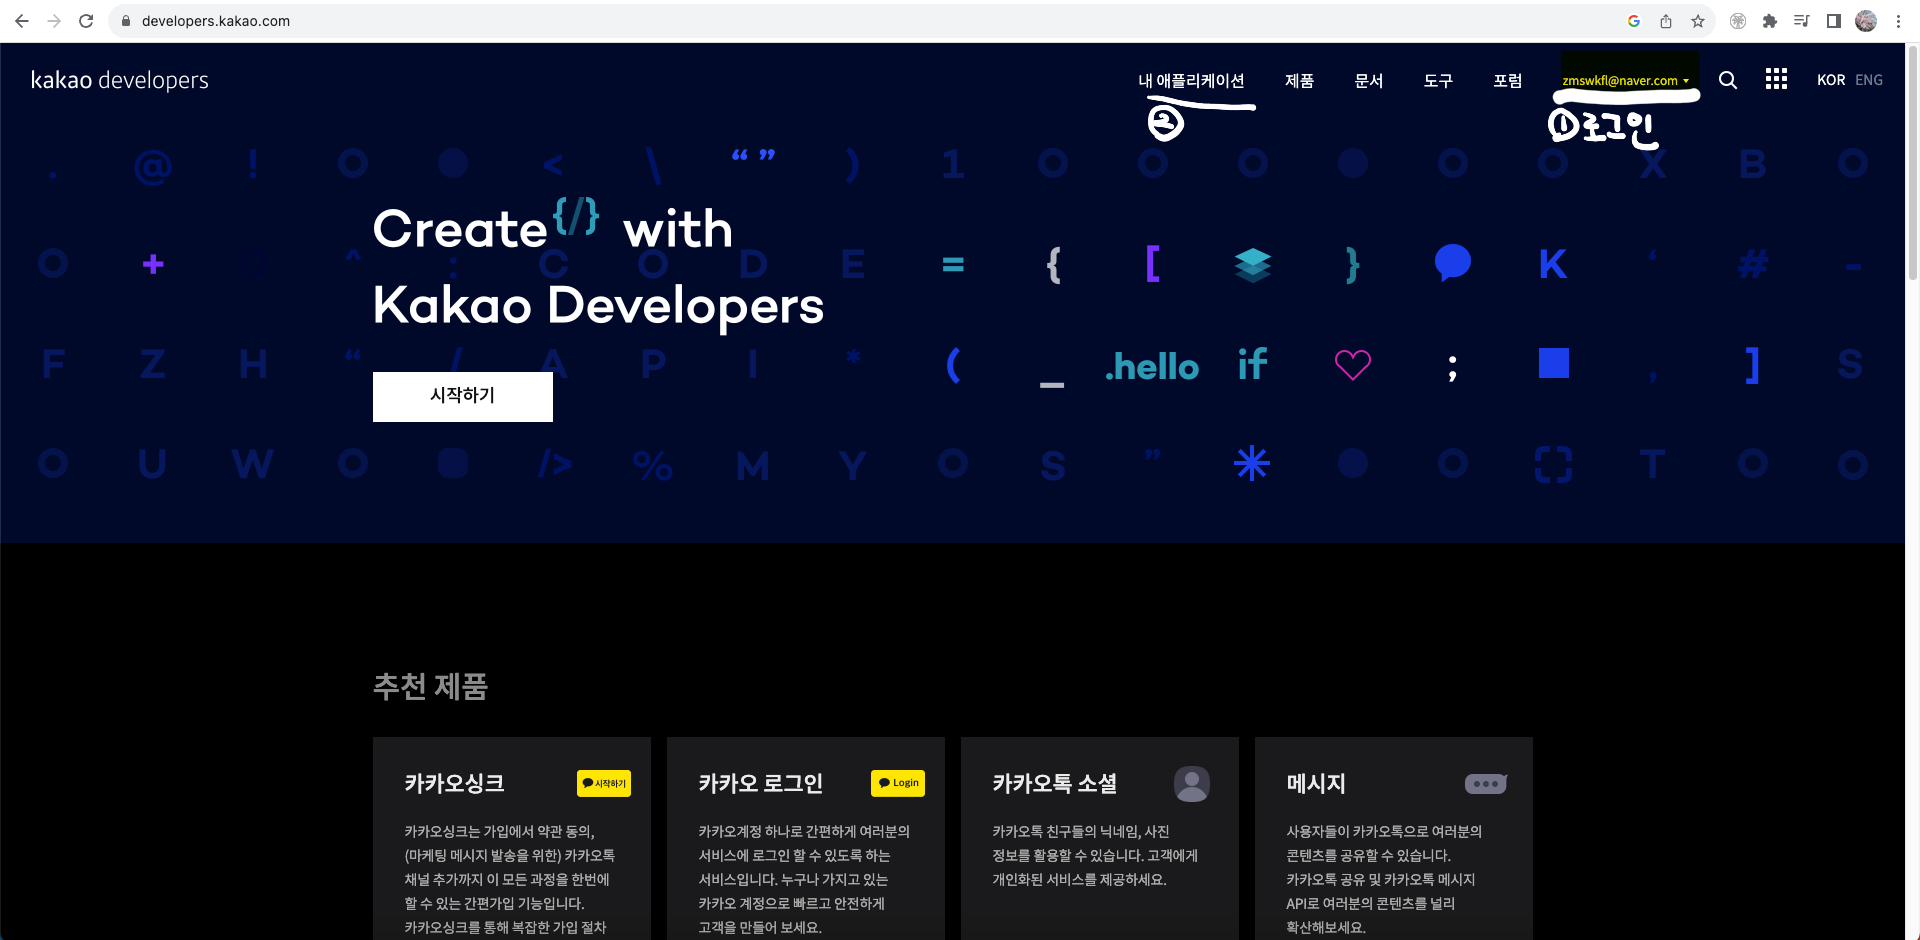 developers.kakao.com
kakao developers
내 애플리케이션 제품 문서 도구 포럼 zmswkfl@naver.com KOR ENG
② ①로그인
. @ ! O < \ “ ” ) 1 O O O O O X B O
Create{/} with
O + ^ : C O D E = { [ } K ‘ # -
Kakao Developers
F Z H “ / A P I * ( _ .hello if ; , ] S
시작하기
O U W O /> % M Y O S ” O T O O
추천 제품
카카오싱크 시작하기
카카오싱크는 가입에서 약관 동의,
(마케팅 메시지 발송을 위한) 카카오톡
채널 추가까지 이 모든 과정을 한번에
할 수 있는 간편가입 기능입니다.
카카오싱크를 통해 복잡한 가입 절차
카카오 로그인 Login
카카오계정 하나로 간편하게 여러분의
서비스에 로그인 할 수 있도록 하는
서비스입니다. 누구나 가지고 있는
카카오 계정으로 빠르고 안전하게
고객을 만들어 보세요.
카카오톡 소셜
카카오톡 친구들의 닉네임, 사진
정보를 활용할 수 있습니다. 고객에게
개인화된 서비스를 제공하세요.
메시지
사용자들이 카카오톡으로 여러분의
콘텐츠를 공유할 수 있습니다.
카카오톡 공유 및 카카오톡 메시지
API로 여러분의 콘텐츠를 널리
확산해보세요.